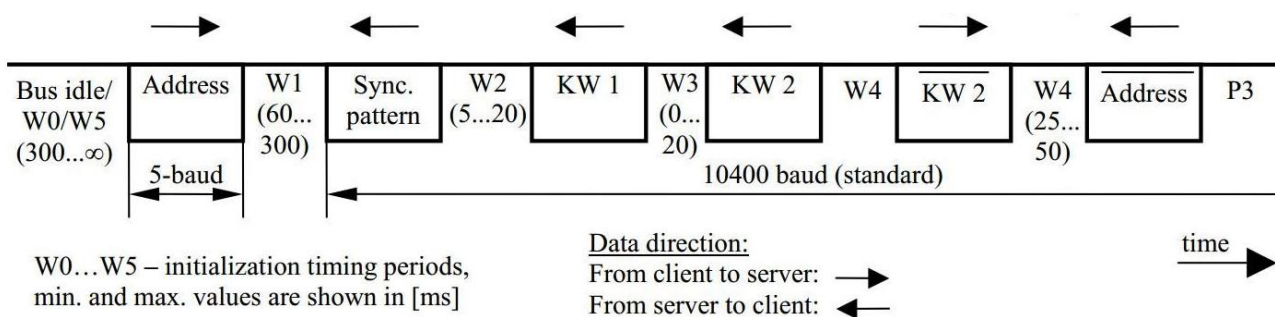 Bus idle/
W0/W5
(300...∞)
Address
W1
(60...
300)
Sync.
pattern
W2
(5...20)
KW 1
W3
(0...
20)
KW 2
W4
K̅W̅ ̅2̅
W4
(25...
50)
A̅d̅d̅r̅e̅s̅s̅
P3
5-baud
10400 baud (standard)
W0…W5 – initialization timing periods,
min. and max. values are shown in [ms]
Data direction:
From client to server:
From server to client:
time